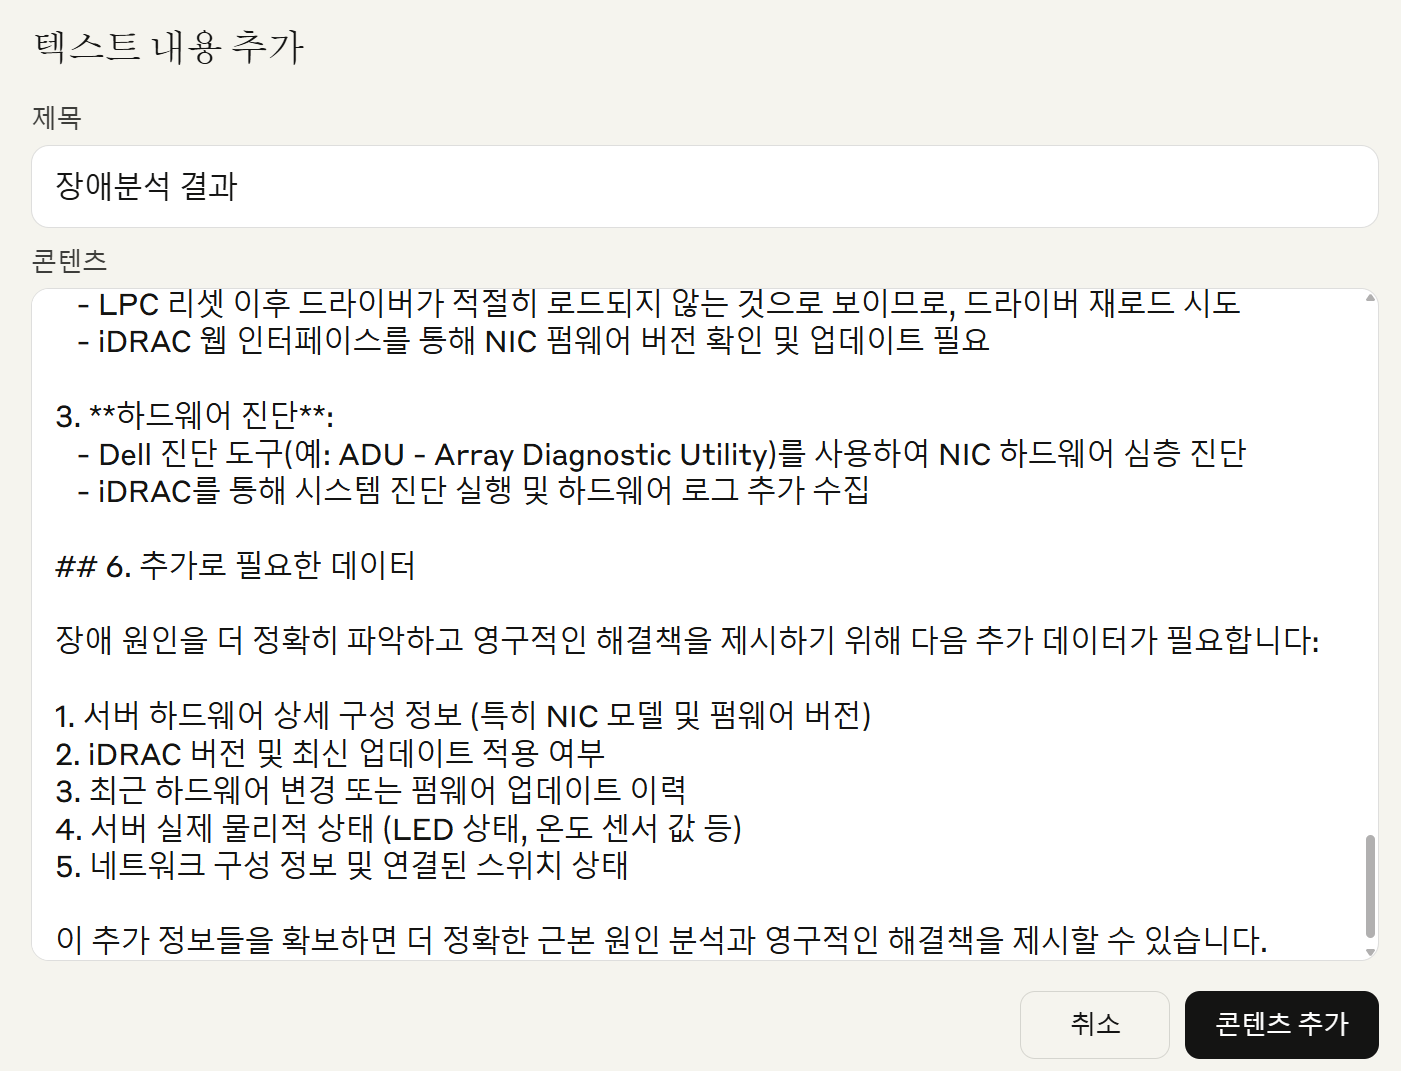 텍스트 내용 추가
제목
장애분석 결과
콘텐츠
- LPC 리셋 이후 드라이버가 적절히 로드되지 않는 것으로 보이므로, 드라이버 재로드 시도
- iDRAC 웹 인터페이스를 통해 NIC 펌웨어 버전 확인 및 업데이트 필요
3. **하드웨어 진단**:
- Dell 진단 도구(예: ADU - Array Diagnostic Utility)를 사용하여 NIC 하드웨어 심층 진단
- iDRAC를 통해 시스템 진단 실행 및 하드웨어 로그 추가 수집
## 6. 추가로 필요한 데이터
장애 원인을 더 정확히 파악하고 영구적인 해결책을 제시하기 위해 다음 추가 데이터가 필요합니다:
1. 서버 하드웨어 상세 구성 정보 (특히 NIC 모델 및 펌웨어 버전)
2. iDRAC 버전 및 최신 업데이트 적용 여부
3. 최근 하드웨어 변경 또는 펌웨어 업데이트 이력
4. 서버 실제 물리적 상태 (LED 상태, 온도 센서 값 등)
5. 네트워크 구성 정보 및 연결된 스위치 상태
이 추가 정보들을 확보하면 더 정확한 근본 원인 분석과 영구적인 해결책을 제시할 수 있습니다.
취소
콘텐츠 추가